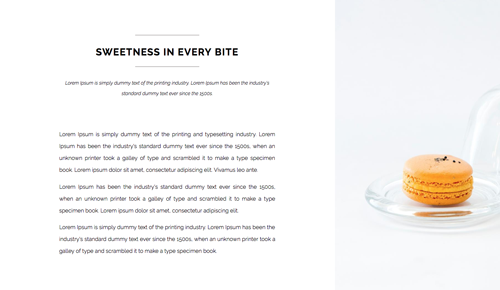 SWEETNESS IN EVERY BITE
Lorem Ipsum is simply dummy text of the printing industry. Lorem Ipsum has been the industry's
standard dummy text ever since the 1500s
Lorem Ipsum is simply dummy text of the printing and typesetting industry. Lorem
Ipsum has been the industry's standard dummy text ever since the 1500s, when an
unknown printer took a galley of type and scrambled it to make a type specimen
book. Lorem ipsum dolor sit amet, consectetur adipiscing elit. Vivamus leo ante.
Lorem Ipsum has been the industry's standard dummy text ever since the 1500s,
when an unknown printer took a galley of type and scrambled it to make a type
specimen book. Lorem ipsum dolor sit amet, consectetur adipiscing elit.
Lorem Ipsum is simply dummy text of the printing industry. Lorem Ipsum has been the
industry's standard dummy text ever since the 1500s, when an unknown printer took a
galley of type and scrambled it to make a type specimen book.